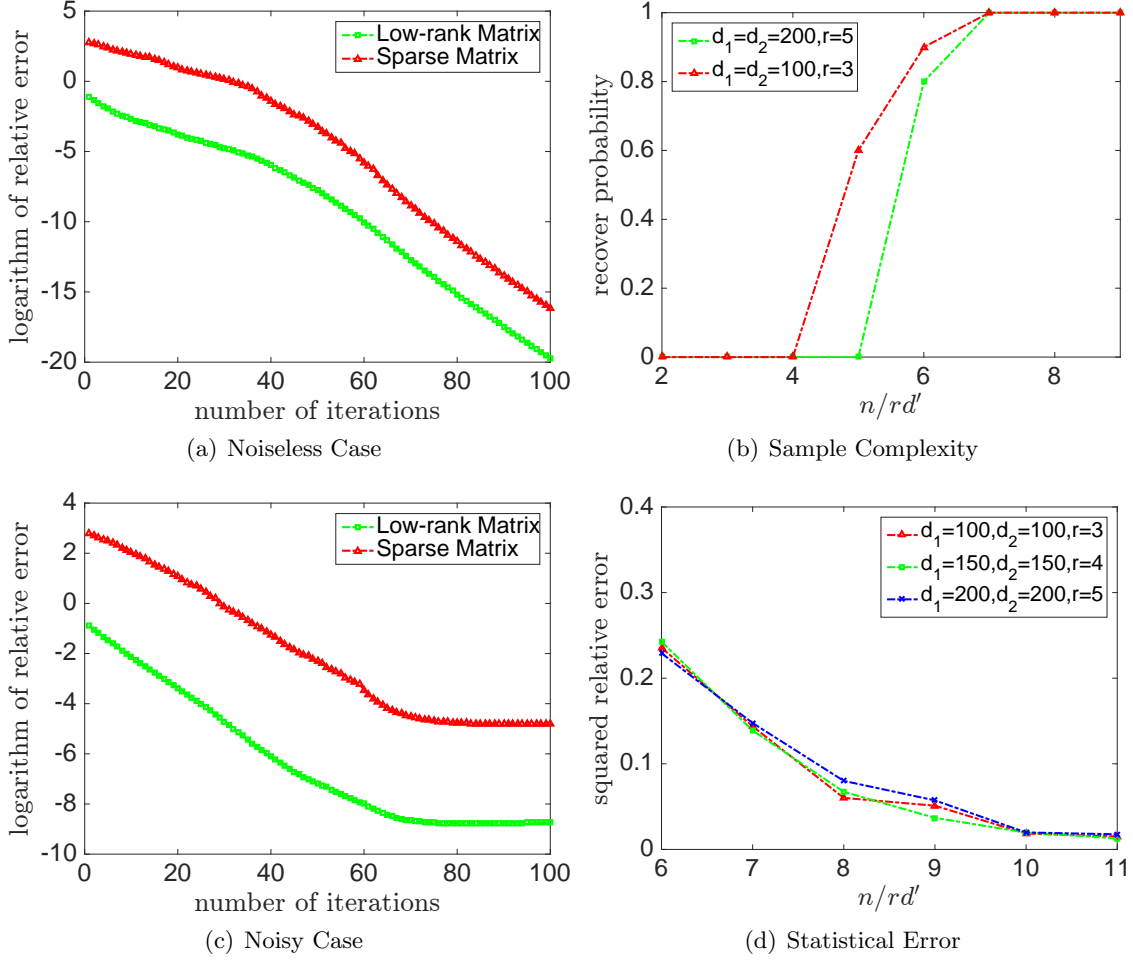 5
0
-5
-10
-15
-20
0
20
40
60
80
100
logarithm of relative error
number of iterations
Low-rank Matrix
Sparse Matrix
(a) Noiseless Case
1
0.8
0.6
0.4
0.2
0
2
4
6
8
recover probability
n/rd′
d₁=d₂=200,r=5
d₁=d₂=100,r=3
(b) Sample Complexity
4
2
0
-2
-4
-6
-8
-10
0
20
40
60
80
100
logarithm of relative error
number of iterations
Low-rank Matrix
Sparse Matrix
(c) Noisy Case
0.4
0.3
0.2
0.1
0
6
7
8
9
10
11
squared relative error
n/rd′
d₁=100,d₂=100,r=3
d₁=150,d₂=150,r=4
d₁=200,d₂=200,r=5
(d) Statistical Error